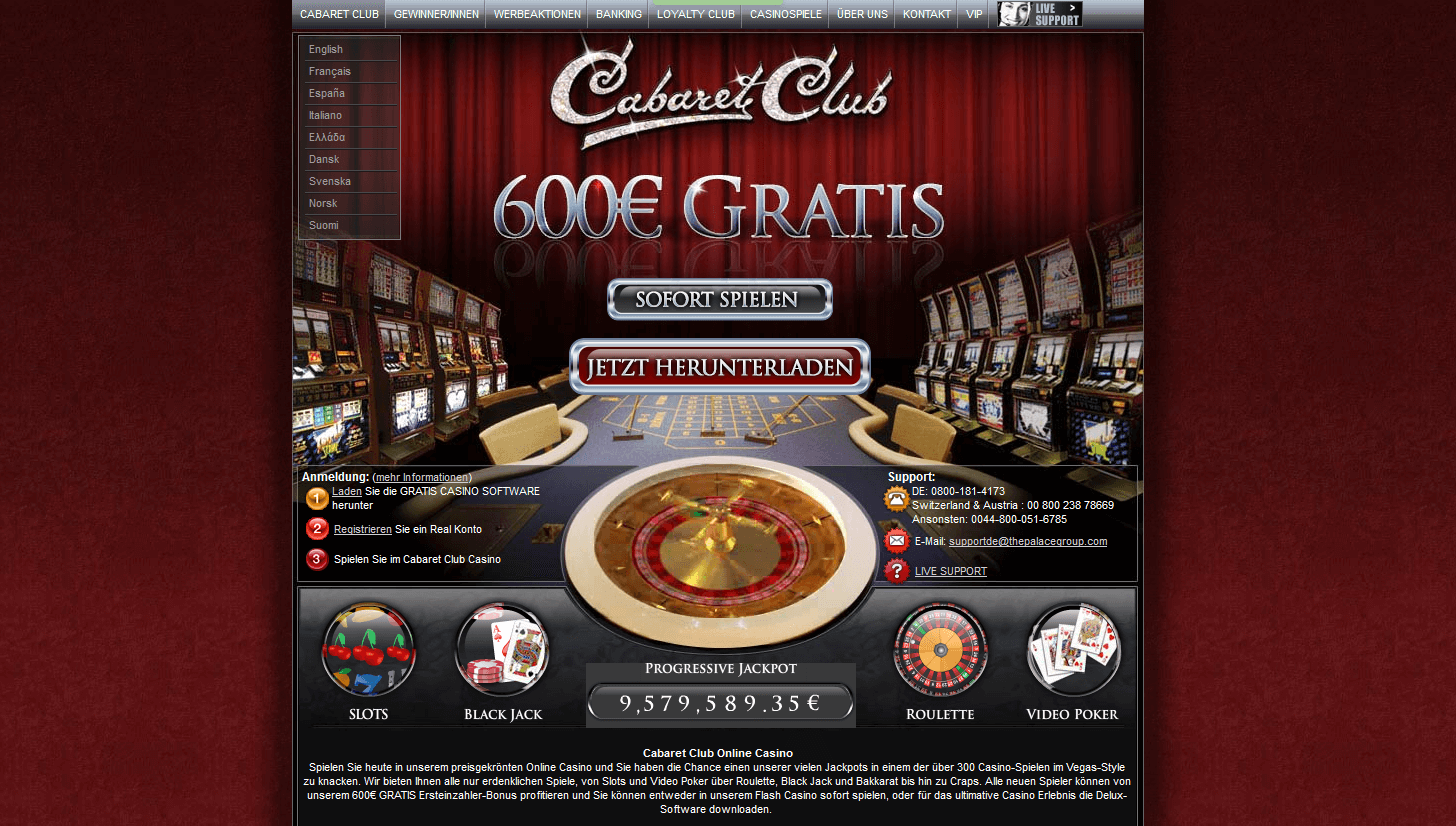 CABARET CLUB
GEWINNER/INNEN
WERBEAKTIONEN
BANKING
LOYALTY CLUB
CASINOSPIELE
ÜBER UNS
KONTAKT
VIP
LIVE > SUPPORT
English
Français
España
Italiano
Ελλάδα
Dansk
Svenska
Norsk
Suomi
Cabaret Club
600€ GRATIS
SOFORT SPIELEN
JETZT HERUNTERLADEN
Anmeldung: (mehr Informationen)
1 Laden Sie die GRATIS CASINO SOFTWARE
herunter
2 Registrieren Sie ein Real Konto
3 Spielen Sie im Cabaret Club Casino
Support:
DE: 0800-181-4173
Switzerland & Austria : 00 800 238 78669
Ansonsten: 0044-800-051-6785
E-Mail: supportde@thepalacegroup.com
? LIVE SUPPORT
SLOTS
BLACK JACK
PROGRESSIVE JACKPOT
9,579,589.35 €
ROULETTE
VIDEO POKER
Cabaret Club Online Casino
Spielen Sie heute in unserem preisgekrönten Online Casino und Sie haben die Chance einen unserer vielen Jackpots in einem der über 300 Casino-Spielen im Vegas-Style
zu knacken. Wir bieten Ihnen alle nur erdenklichen Spiele, von Slots und Video Poker über Roulette, Black Jack und Bakkarat bis hin zu Craps. Alle neuen Spieler können von
unserem 600€ GRATIS Ersteinzahler-Bonus profitieren und Sie können entweder in unserem Flash Casino sofort spielen, oder für das ultimative Casino Erlebnis die Delux-
Software downloaden.